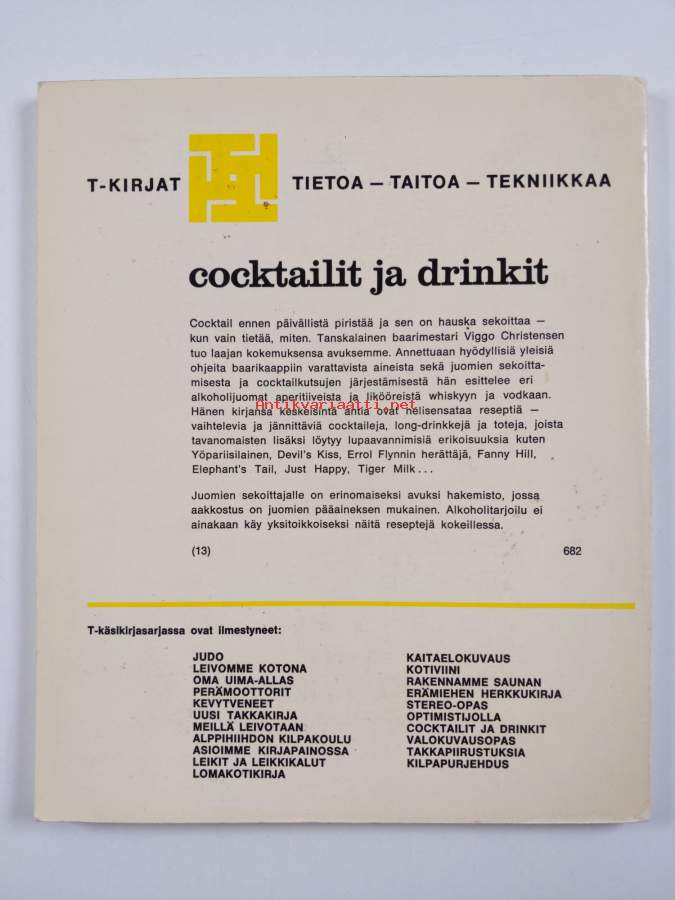 T-KIRJAT TIETOA — TAITOA — TEKNIIKKAA
cocktailit ja drinkit
Cocktail ennen päivällistä piristää ja sen on hauska sekoittaa —
kun vain tietää, miten. Tanskalainen baarimestari Viggo Christensen
tuo laajan kokemuksensa avuksemme. Annettuaan hyödyllisiä yleisiä
ohjeita baarikaappiin varattavista aineista sekä juomien sekoitta-
misesta ja cocktailkutsujen järjestämisestä hän esittelee eri
alkoholijuomat aperitiiveista ja likööreistä whiskyyn ja vodkaan.
Antikvariaatti.net
Hänen kirjansa keskeisintä antia ovat nelisensataa reseptiä —
vaihtelevia ja jännittäviä cocktaileja, long-drinkkejä ja toteja, joista
tavanomaisten lisäksi löytyy lupaavannimisiä erikoisuuksia kuten
Yöpariisilainen, Devil's Kiss, Errol Flynnin herättäjä, Fanny Hill,
Elephant's Tail, Just Happy, Tiger Milk ...
Juomien sekoittajalle on erinomaiseksi avuksi hakemisto, jossa
aakkostus on juomien pääaineksen mukainen. Alkoholitarjoilu ei
ainakaan käy yksitoikkoiseksi näitä reseptejä kokeillessa.
(13) 682
T-käsikirjasarjassa ovat ilmestyneet:
JUDO
LEIVOMME KOTONA
OMA UIMA-ALLAS
PERÄMOOTTORIT
KEVYTVENEET
UUSI TAKKAKIRJA
MEILLÄ LEIVOTAAN
ALPPIHIIHDON KILPAKOULU
ASIOIMME KIRJAPAINOSSA
LEIKIT JA LEIKKIKALUT
LOMAKOTIKIRJA
KAITAELOKUVAUS
KOTIVIINI
RAKENNAMME SAUNAN
ERÄMIEHEN HERKKUKIRJA
STEREO-OPAS
OPTIMISTIJOLLA
COCKTAILIT JA DRINKIT
VALOKUVAUSOPAS
TAKKAPIIRUSTUKSIA
KILPAPURJEHDUS